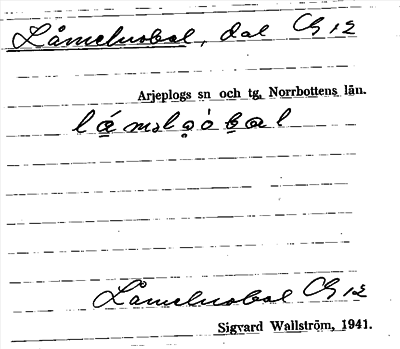 Låmelusbal, dal Ch 12
Arjeplogs sn och tg, Norrbottens län.
Låmelusbal Ch 12
Sigvard Wallström, 1941.